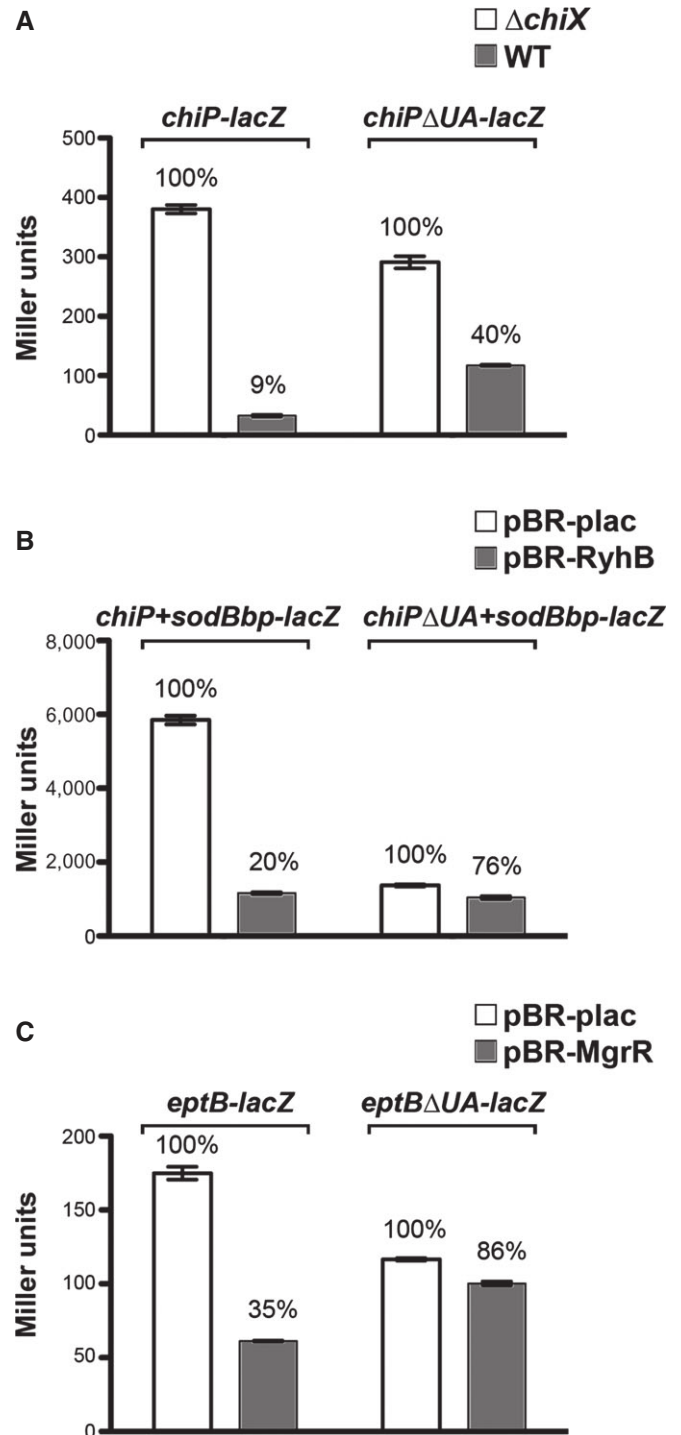 A
ΔchiX
WT
chiP-lacZ
chiPΔUA-lacZ
Miller units
500
400
300
200
100
0
100%
9%
100%
40%
B
pBR-plac
pBR-RyhB
chiP+sodBbp-lacZ
chiPΔUA+sodBbp-lacZ
Miller units
8,000
6,000
4,000
2,000
0
100%
20%
100%
76%
C
pBR-plac
pBR-MgrR
eptB-lacZ
eptBΔUA-lacZ
Miller units
200
150
100
50
0
100%
35%
100%
86%